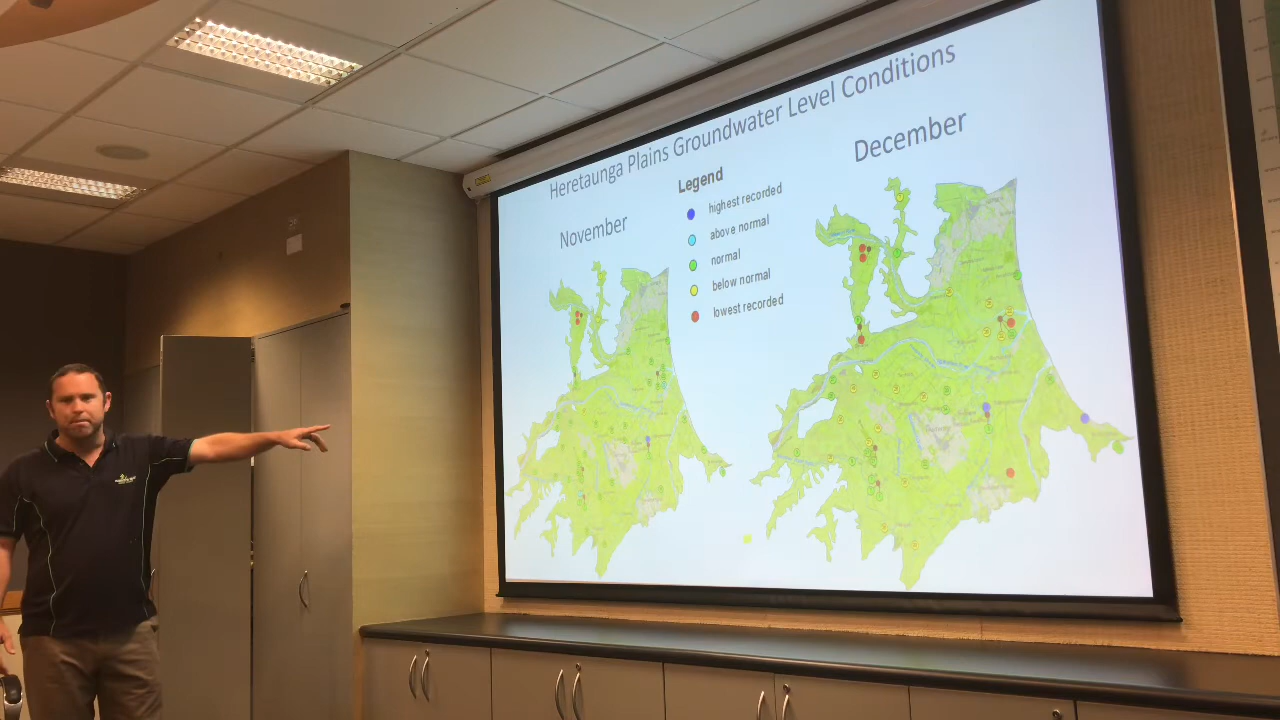 Heretaunga Plains Groundwater Level Conditions
November
December
Legend
highest recorded
above normal
normal
below normal
lowest recorded